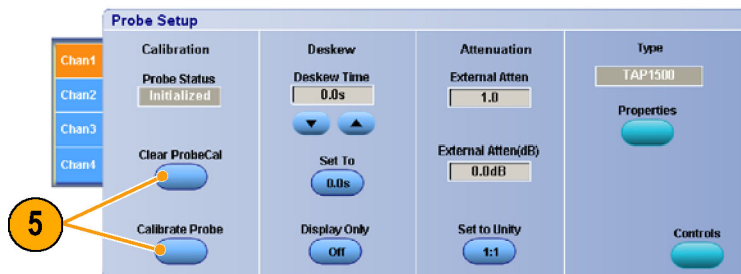 Probe Setup
Chan1
Chan2
Chan3
Chan4
Calibration
Probe Status
Initialized
Clear ProbeCal
Calibrate Probe
Deskew
Deskew Time
0.0s
Set To
0.0s
Display Only
Off
Attenuation
External Atten
1.0
External Atten(dB)
0.0dB
Set to Unity
1:1
Type
TAP1500
Properties
Controls
5